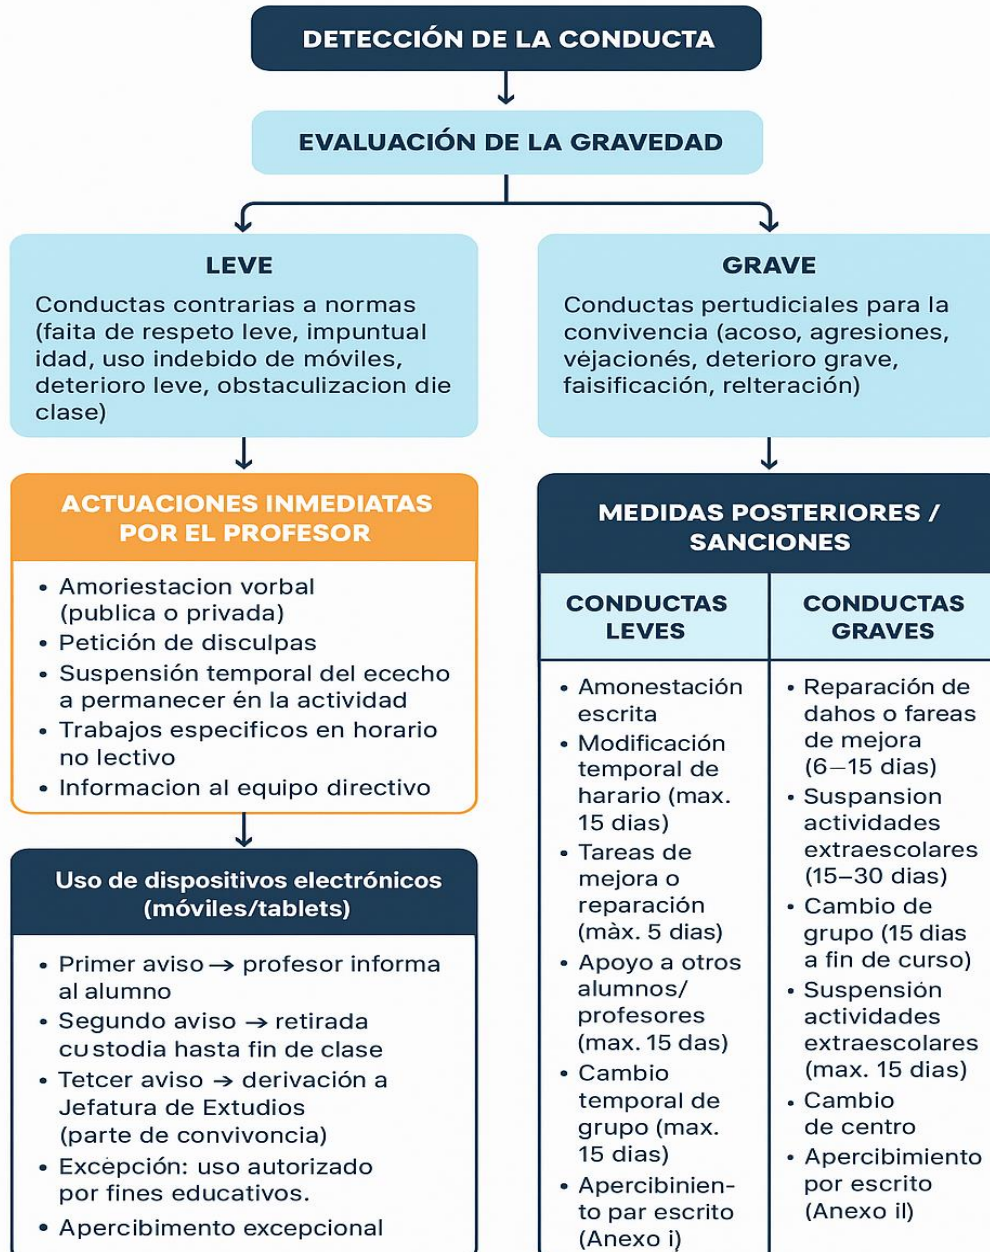 DETECCIÓN DE LA CONDUCTA
EVALUACIÓN DE LA GRAVEDAD
LEVE
Conductas contrarias a normas
(faita de respeto leve, impuntual
idad, uso indebido de móviles,
deterioro leve, obstaculizacion die
clase)
GRAVE
Conductas pertudiciales para la
convivencia (acoso, agresiones,
vėjacionés, deterioro grave,
faisificación, relteración)
ACTUACIONES INMEDIATAS
POR EL PROFESOR
• Amoriestacion vorbal
(publica o privada)
• Petición de disculpas
• Suspensión temporal del ececho
a permanecer én la actividad
• Trabajos especificos en horario
no lectivo
• Informacion al equipo directivo
Uso de dispositivos electrónicos
(móviles/tablets)
• Primer aviso → profesor informa
al alumno
• Segundo aviso → retirada
custodia hasta fin de clase
• Tetcer aviso → derivación a
Jefatura de Extudios
(parte de convivoncia)
• Excepción: uso autorizado
por fines educativos.
• Apercibimento excepcional
MEDIDAS POSTERIORES /
SANCIONES
CONDUCTAS
LEVES
• Amonestación
escrita
• Modificación
temporal de
harario (max.
15 dias)
• Tareas de
mejora o
reparación
(màx. 5 dias)
• Apoyo a otros
alumnos/
profesores
(max. 15 das)
• Cambio
temporal de
grupo (max.
15 dias)
• Apercibinien-
to par escrito
(Anexo i)
CONDUCTAS
GRAVES
• Reparación de
dahos o fareas
de mejora
(6—15 dias)
• Suspansion
actividades
extraescolares
(15–30 dias)
• Cambio de
grupo (15 dias
a fin de curso)
• Suspensión
actividades
extraescolares
(max. 15 dias)
• Cambio
de centro
• Apercibimiento
por escrito
(Anexo il)